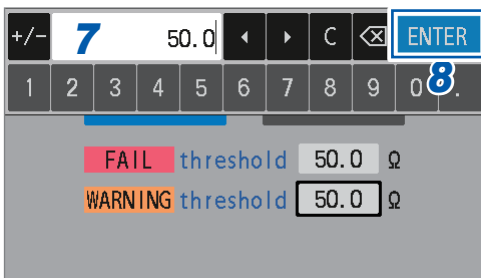 +/- 7 50.0 ◂ ▸ C ⌫ ENTER
1 2 3 4 5 6 7 8 9 0 8 .
FAIL threshold 50.0 Ω
WARNING threshold 50.0 Ω